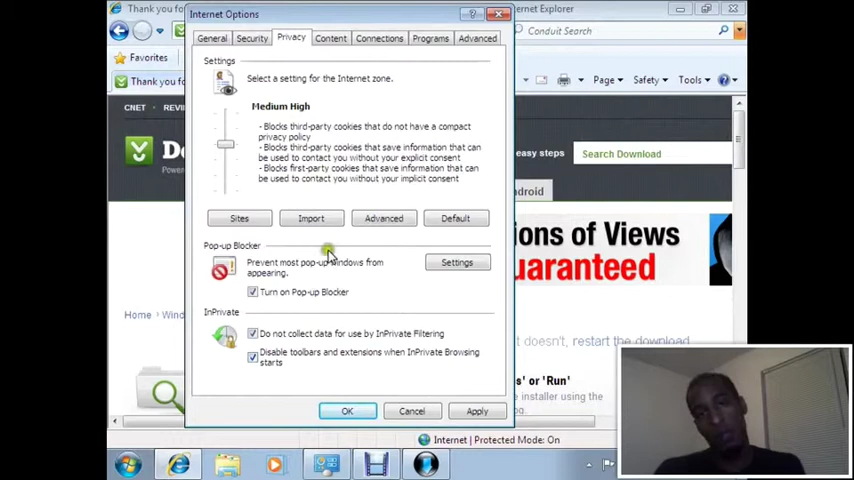 Internet Options
ernet Explorer
Conduit Search
Favorites
Thank you fo
Page
Safety
Tools
General
Security
Privacy
Content
Connections
Programs
Advanced
Settings
Select a setting for the Internet zone.
Medium High
- Blocks third-party cookies that do not have a compact
privacy policy
- Blocks third-party cookies that save information that can
be used to contact you without your explicit consent
- Blocks first-party cookies that save information that
can be used to contact you without your implicit consent
Sites
Import
Advanced
Default
Pop-up Blocker
Prevent most pop-up windows from
appearing.
Settings
Turn on Pop-up Blocker
InPrivate
Do not collect data for use by InPrivate Filtering
Disable toolbars and extensions when InPrivate Browsing
starts
OK
Cancel
Apply
CNET
REVI
Do
Powere
easy steps
Search Download
ndroid
ions of Views
uaranteed
Home
Wind
t doesn't, restart the download.
s' or 'Run'
e installer using the
Internet | Protected Mode: On